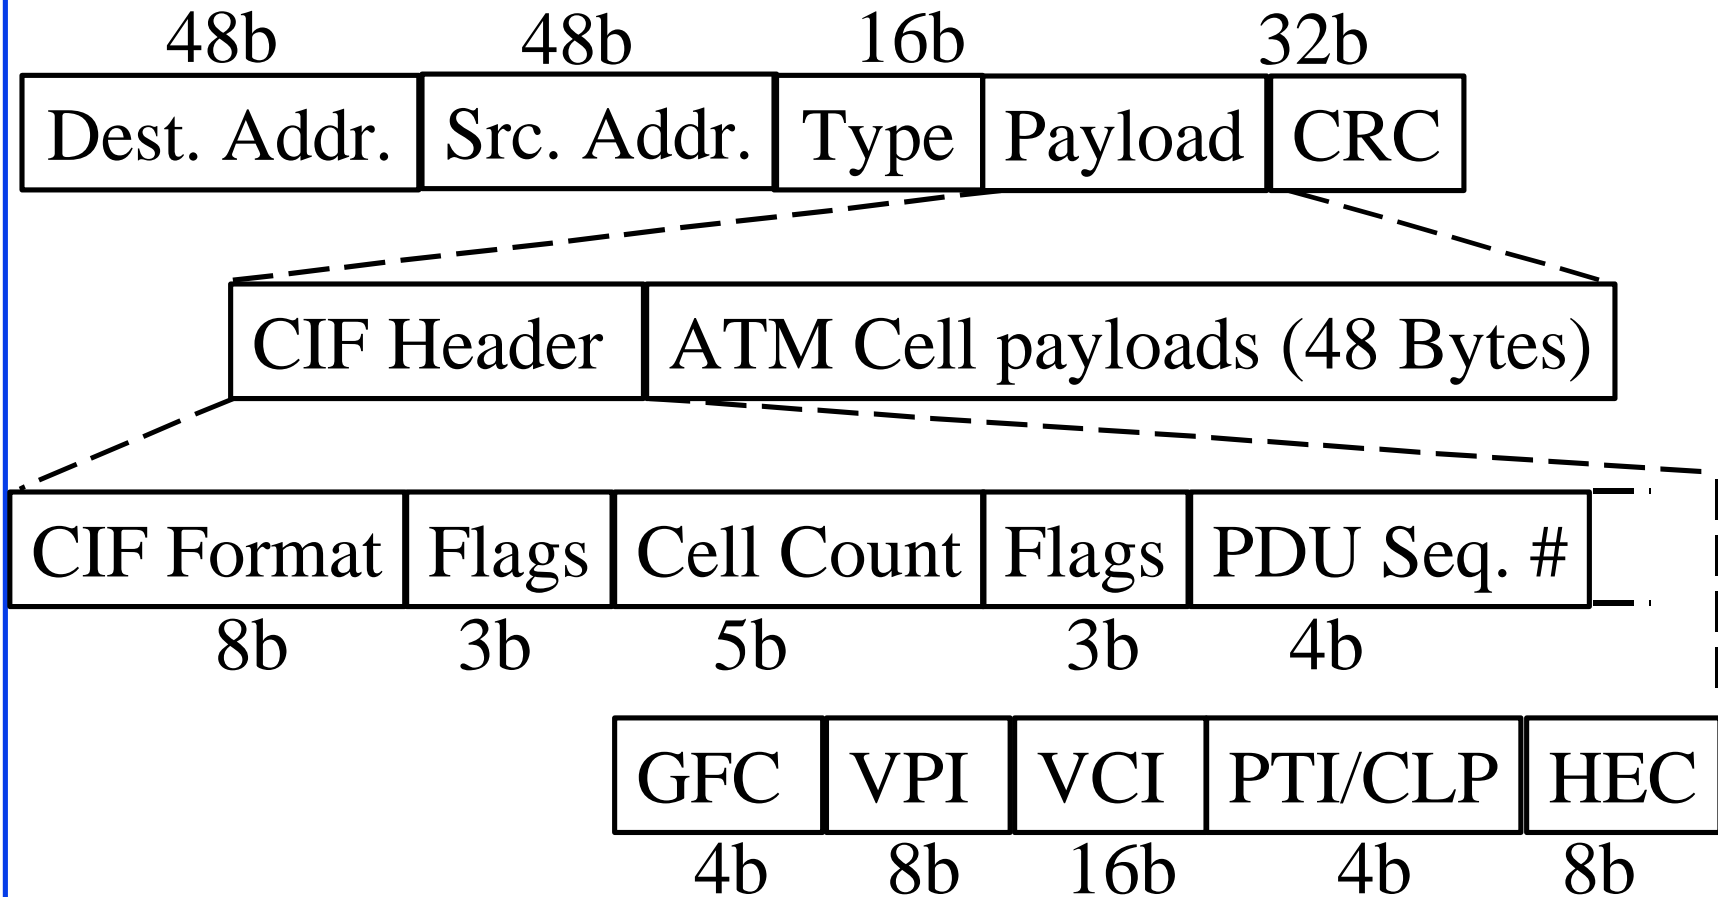 48b 48b 16b 32b
Dest. Addr. Src. Addr. Type Payload CRC
CIF Header ATM Cell payloads (48 Bytes)
CIF Format Flags Cell Count Flags PDU Seq. #
8b 3b 5b 3b 4b
GFC VPI VCI PTI/CLP HEC
4b 8b 16b 4b 8b